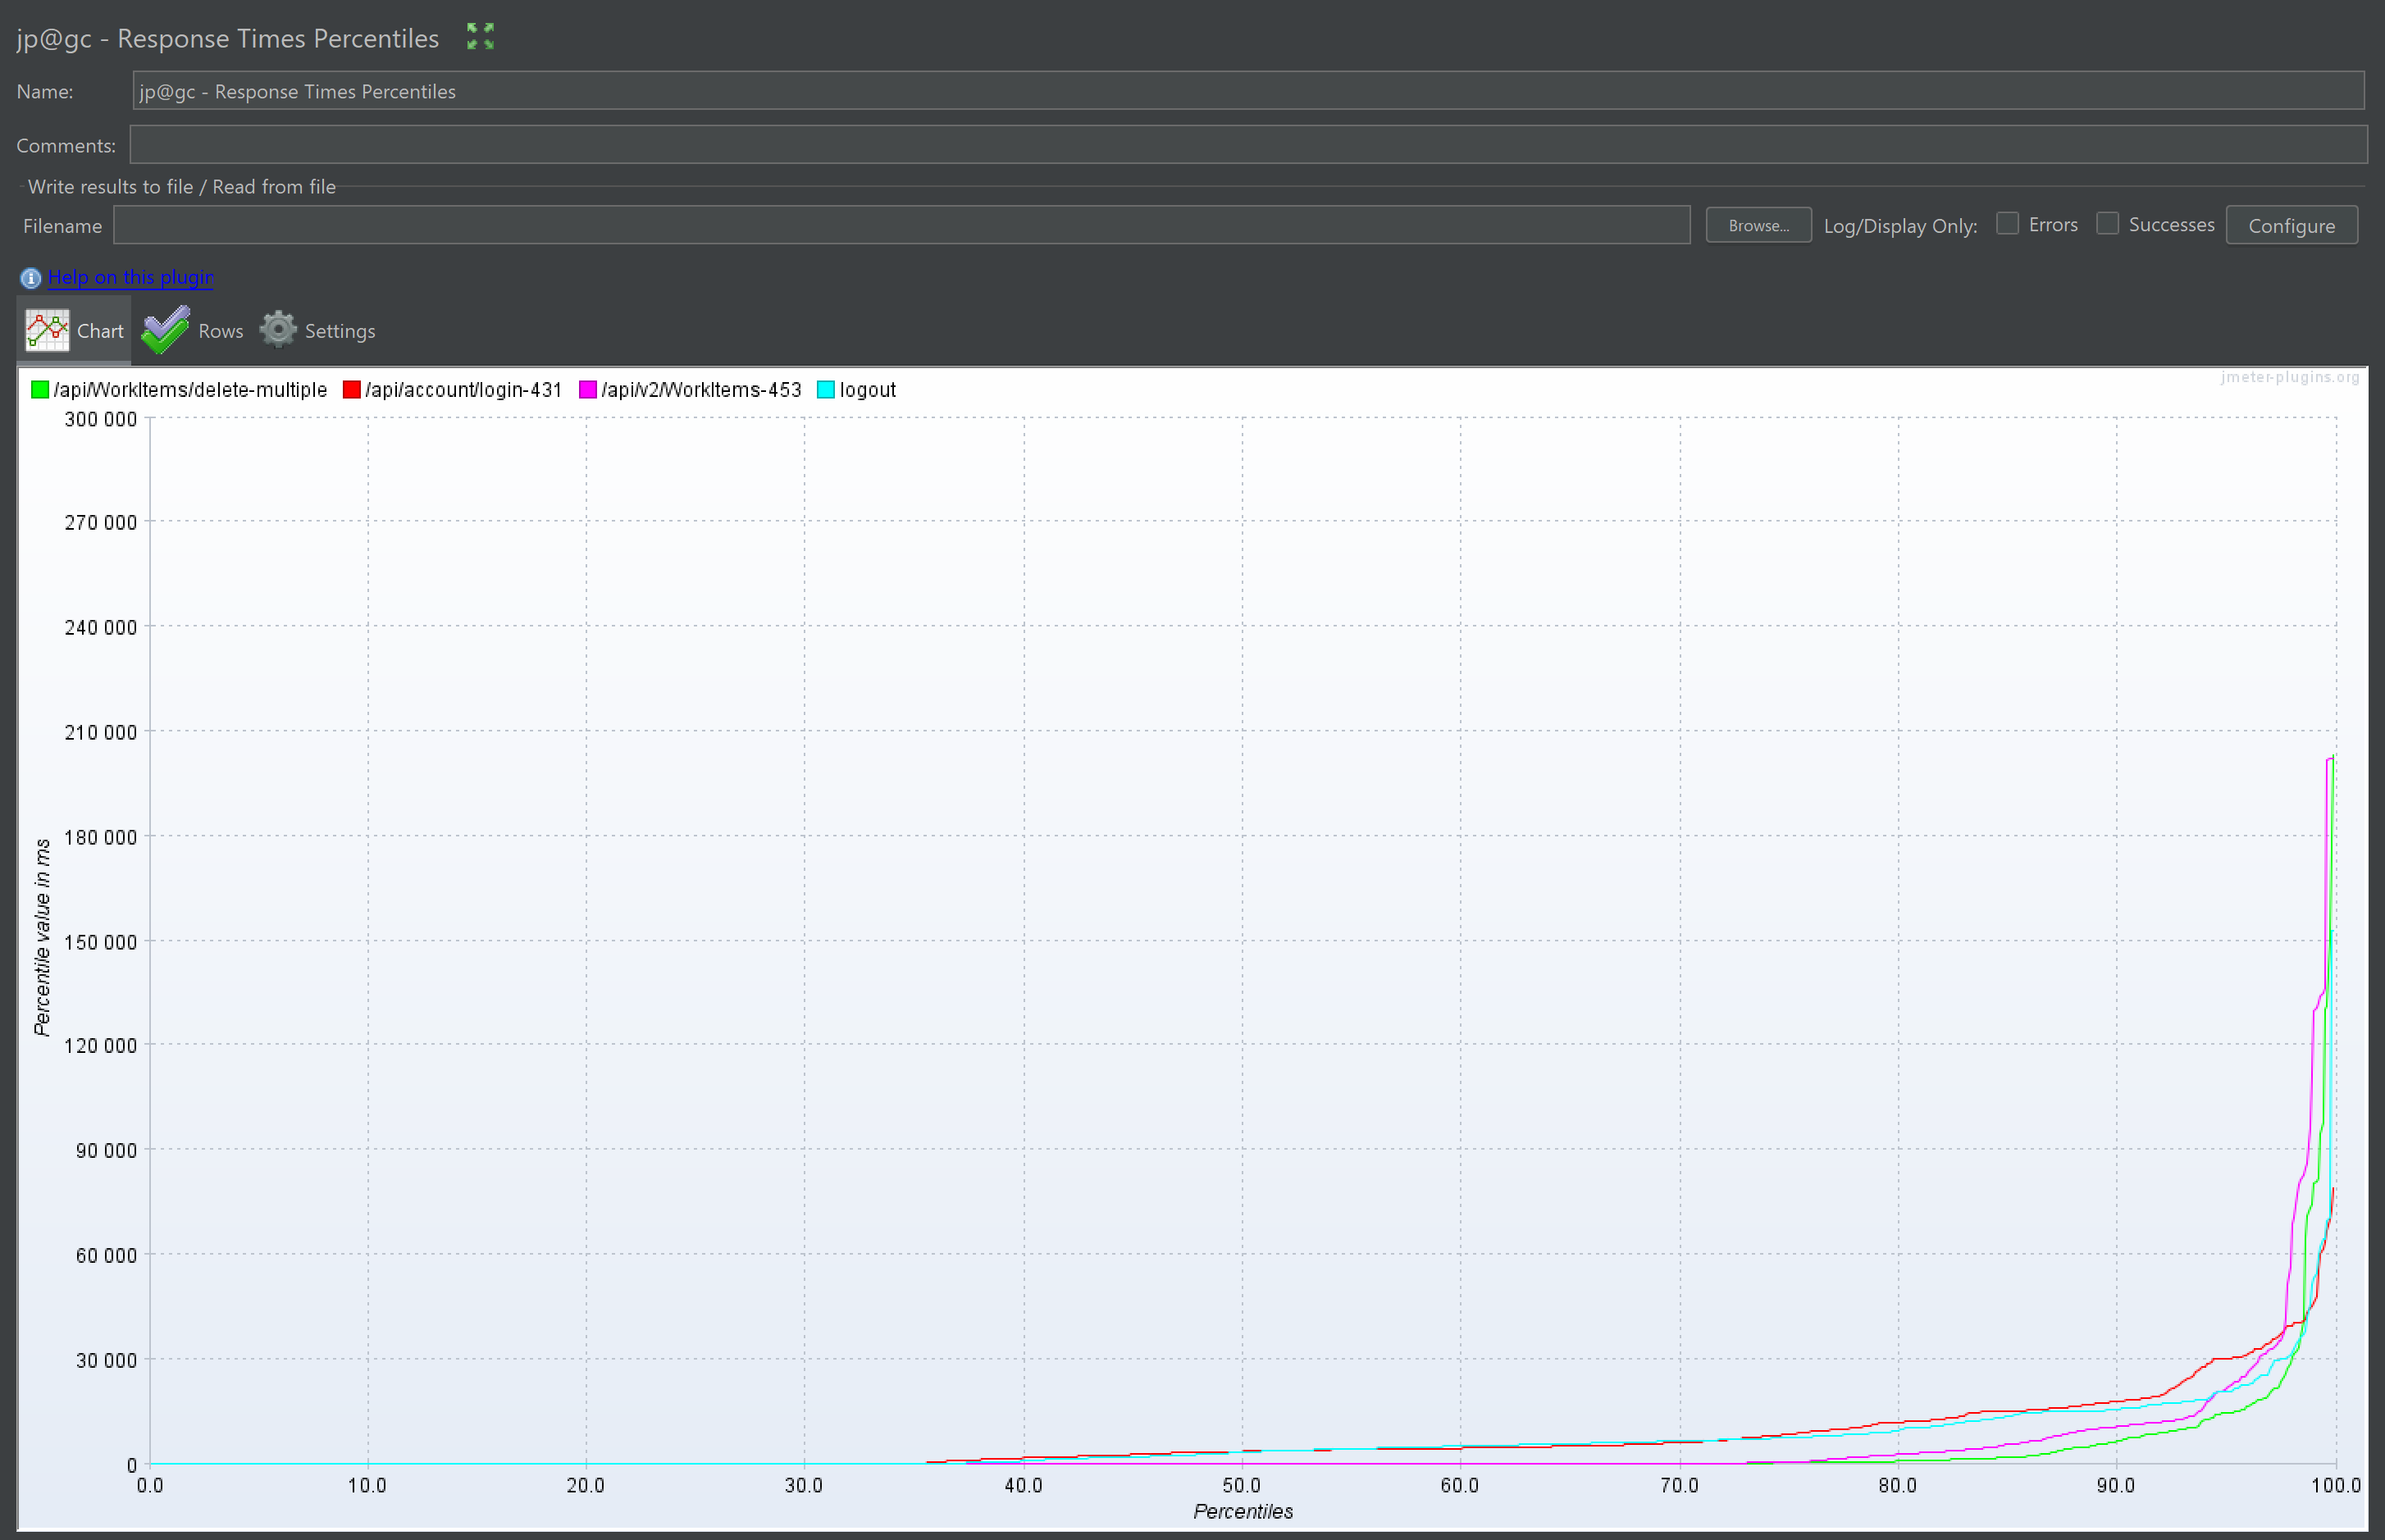 jp@gc - Response Times Percentiles
Name: jp@gc - Response Times Percentiles
Comments:
Write results to file / Read from file
Filename Browse... Log/Display Only: Errors Successes Configure
Help on this plugin
Chart Rows Settings
jmeter-plugins.org
/api/WorkItems/delete-multiple /api/account/login-431 /api/v2/WorkItems-453 logout
300 000
270 000
240 000
210 000
180 000
150 000
120 000
90 000
60 000
30 000
0
Percentile value in ms
0.0 10.0 20.0 30.0 40.0 50.0 60.0 70.0 80.0 90.0 100.0
Percentiles